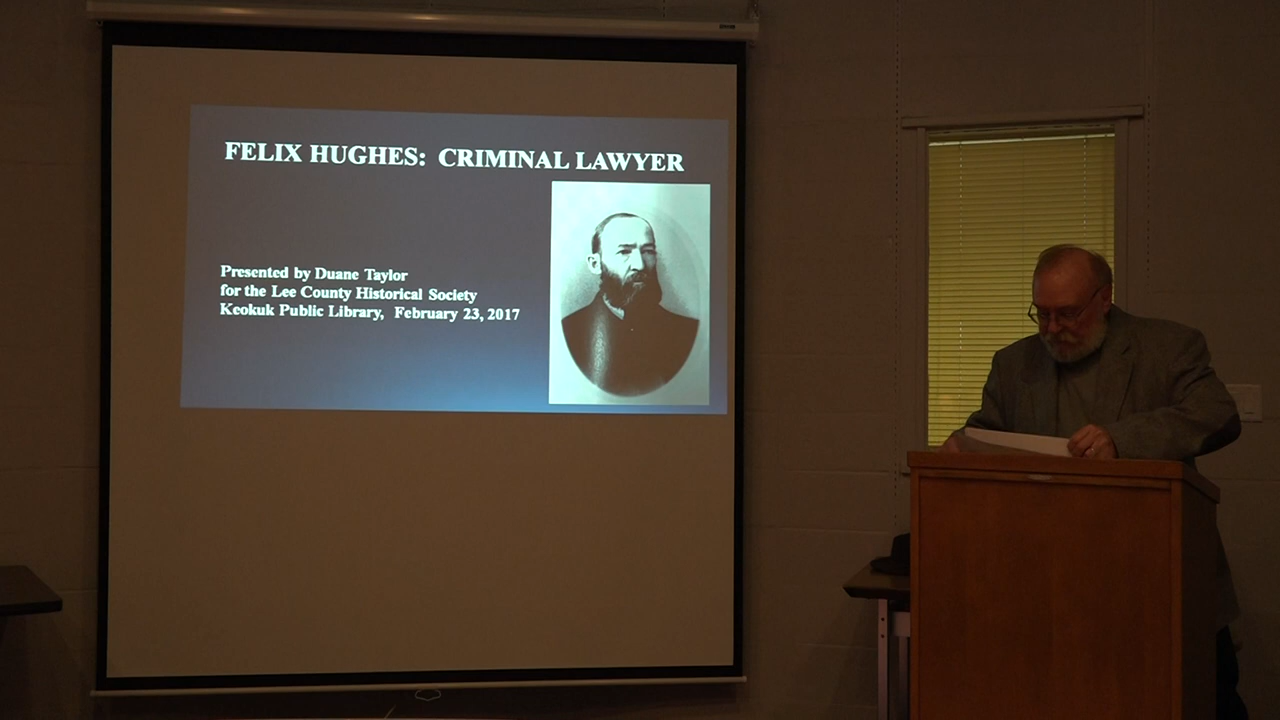 FELIX HUGHES: CRIMINAL LAWYER
Presented by Duane Taylor
for the Lee County Historical Society
Keokuk Public Library, February 23, 2017